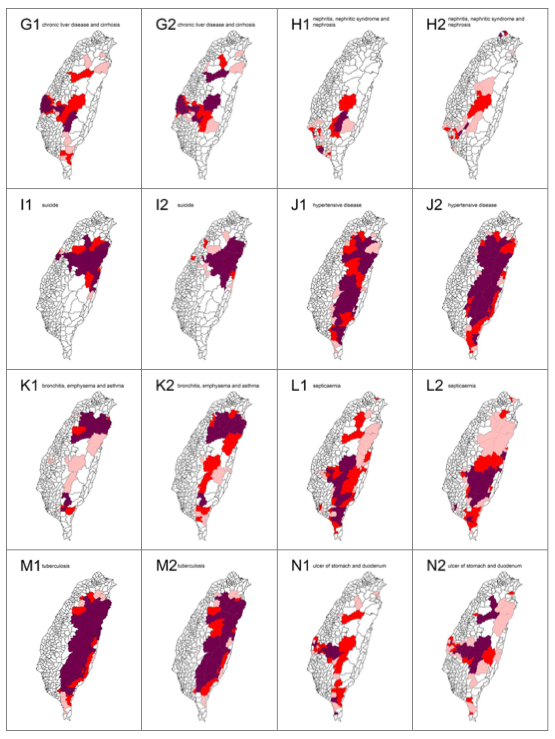 G1 chronic liver disease and cirrhosis
G2 chronic liver disease and cirrhosis
H1 nephritis, nephritic syndrome and
nephrosis
H2 nephritis, nephritic syndrome and
nephrosis
I1 suicide
I2 suicide
J1 hypertensive disease
J2 hypertensive disease
K1 bronchitis, emphysema and asthma
K2 bronchitis, emphysema and asthma
L1 septicaemia
L2 septicaemia
M1 tuberculosis
M2 tuberculosis
N1 ulcer of stomach and duodenum
N2 ulcer of stomach and duodenum